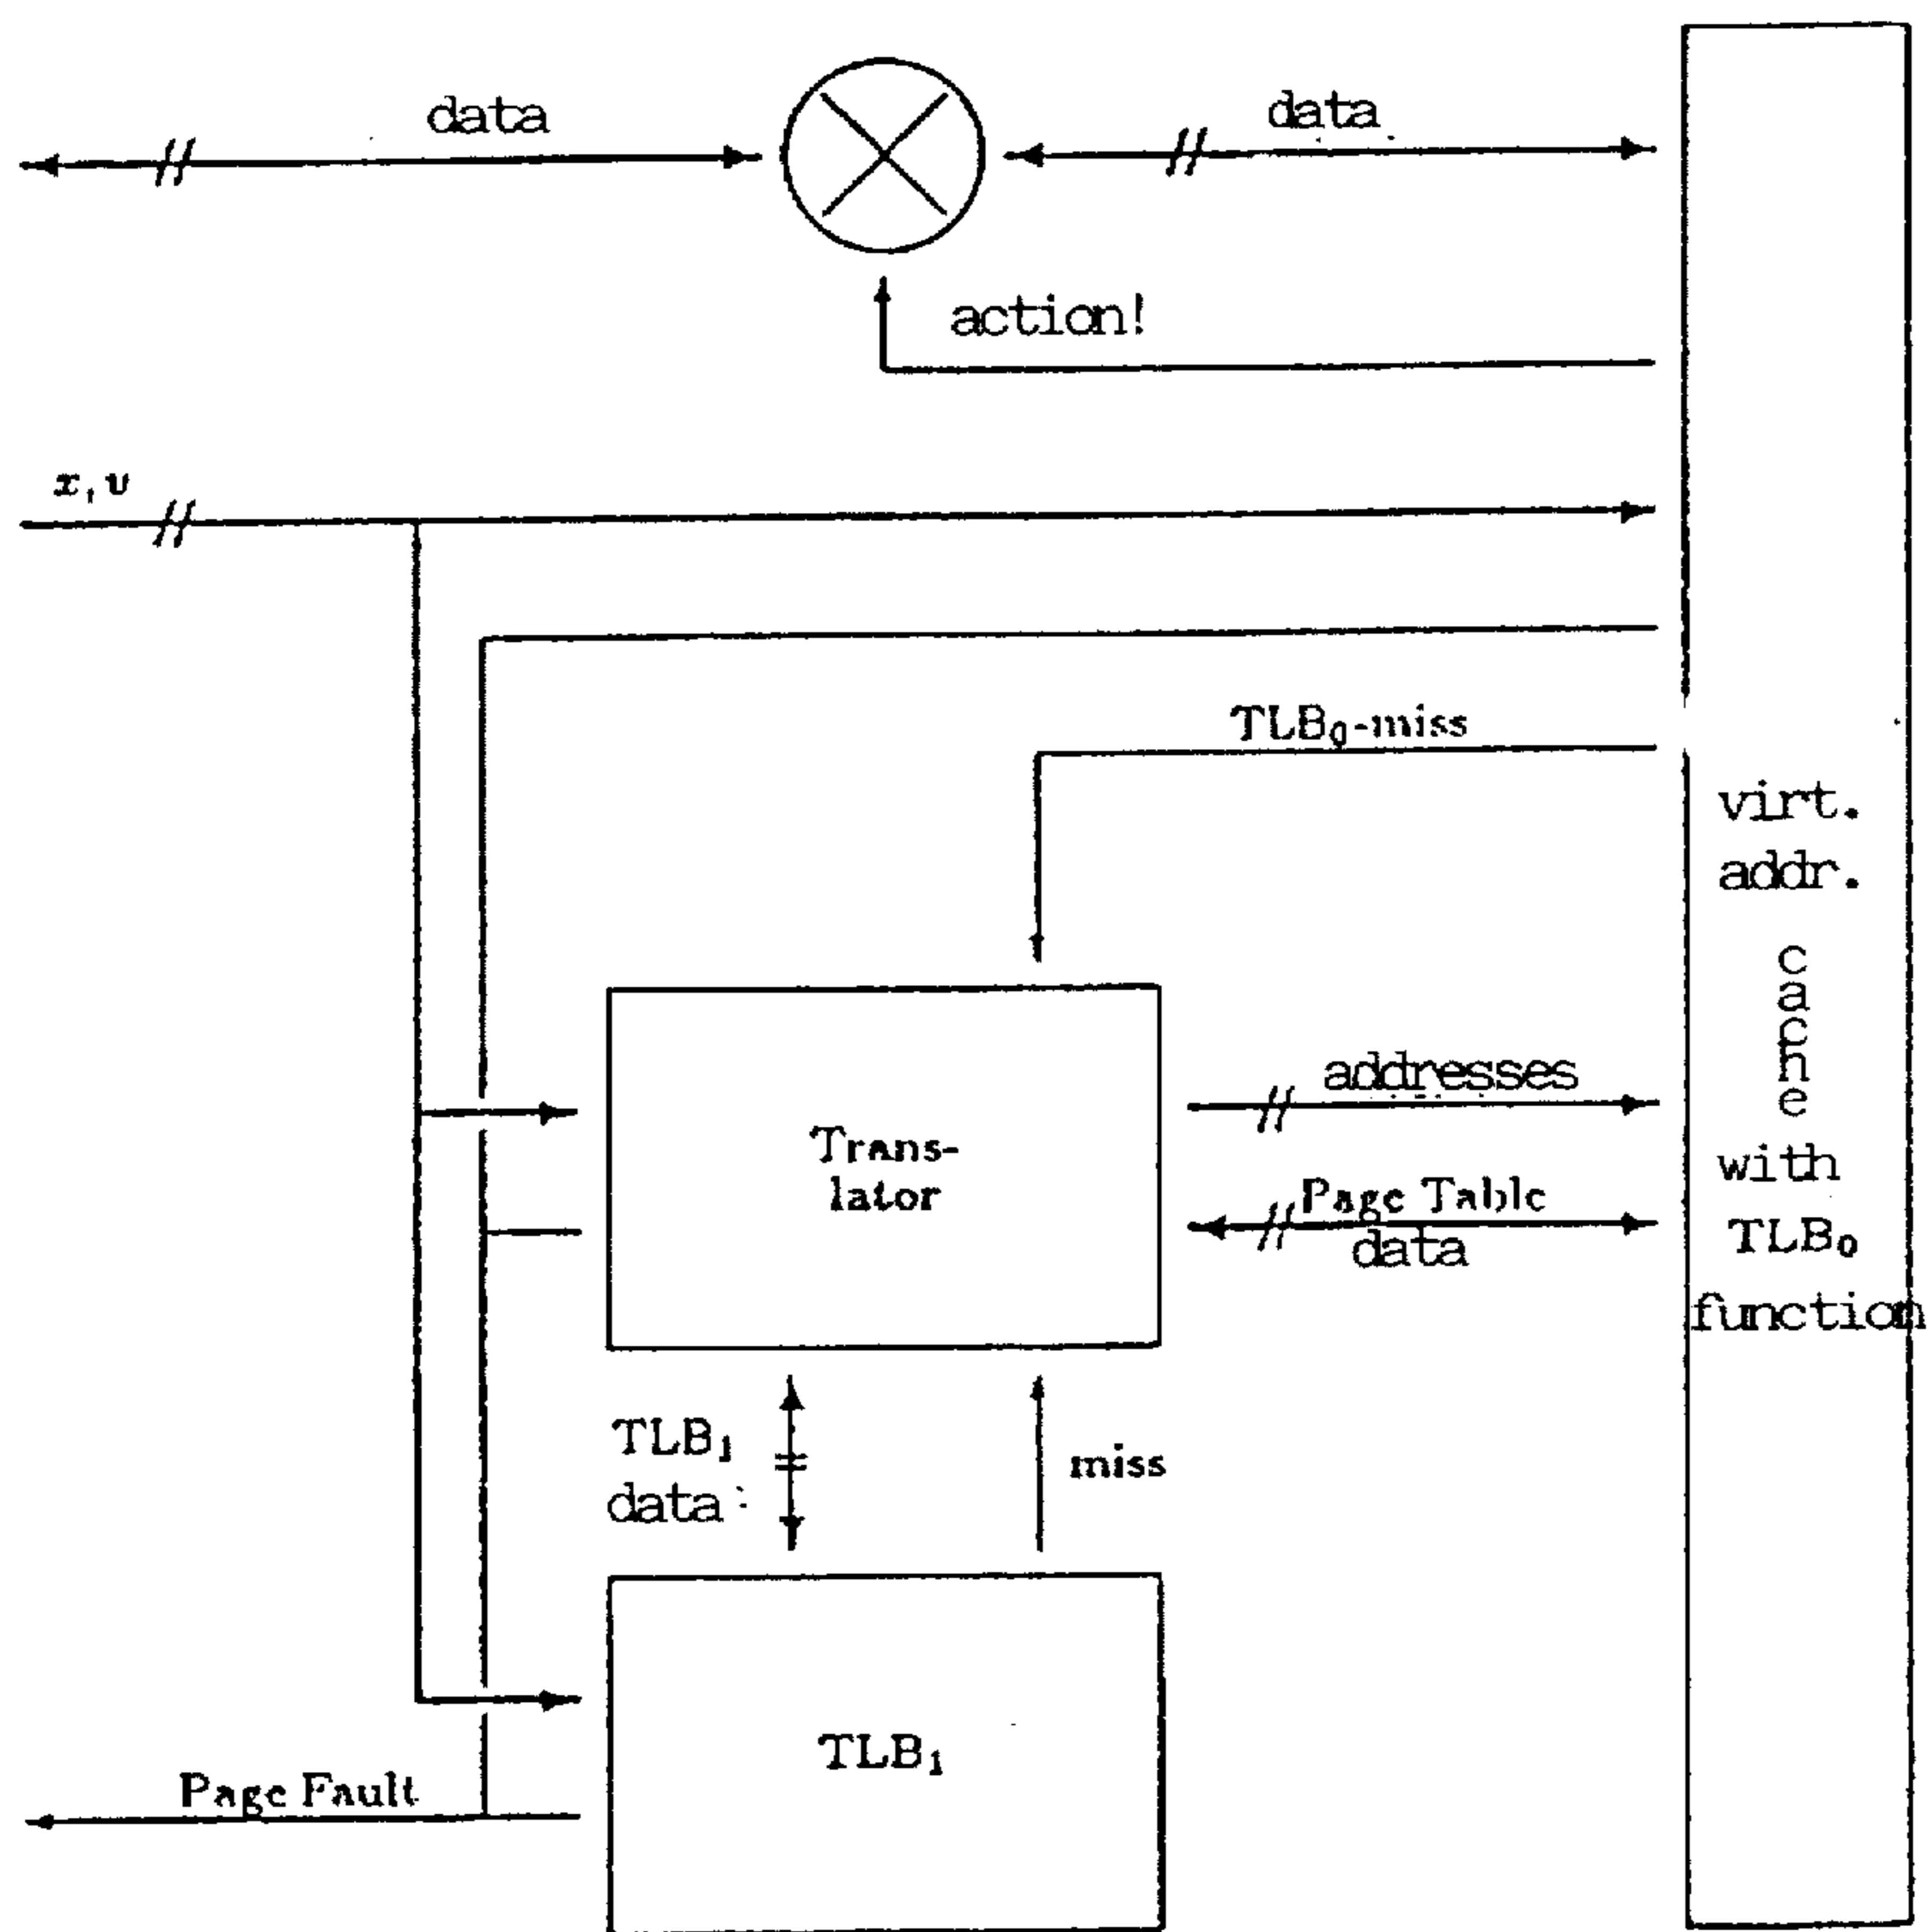 data
data
action!
x, v
TLB₀-miss
virt.
addr.
cache
with
TLB₀
function
Trans-
lator
addresses
Page Table
data
TLB₁
data
miss
TLB₁
Page Fault